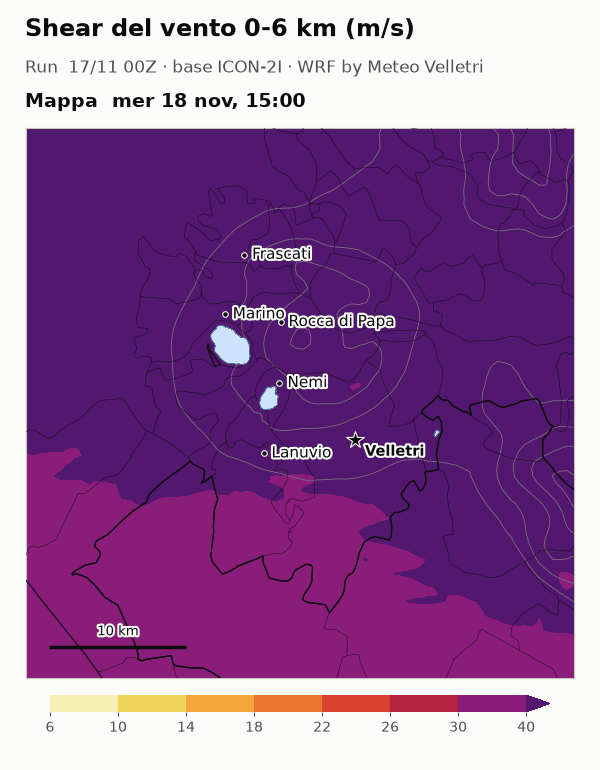 Shear del vento 0-6 km (m/s)
Run  17/11 00Z · base ICON-2I · WRF by Meteo Velletri
Mappa  mer 18 nov, 15:00
Frascati
Marino
Rocca di Papa
Nemi
Velletri
Lanuvio
10 km
6 10 14 18 22 26 30 40